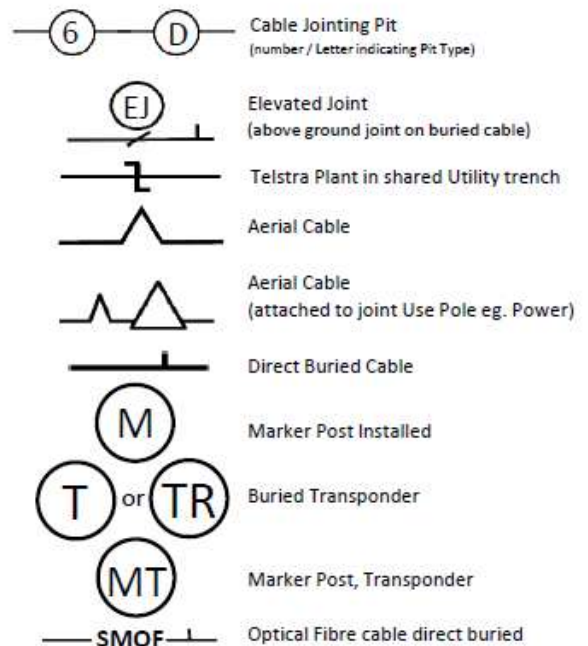 6 D Cable Jointing Pit
(number / Letter indicating Pit Type)
EJ Elevated Joint
(above ground joint on buried cable)
Telstra Plant in shared Utility trench
Aerial Cable
Aerial Cable
(attached to joint Use Pole eg. Power)
Direct Buried Cable
M Marker Post Installed
T or TR Buried Transponder
MT Marker Post, Transponder
SMOF Optical Fibre cable direct buried